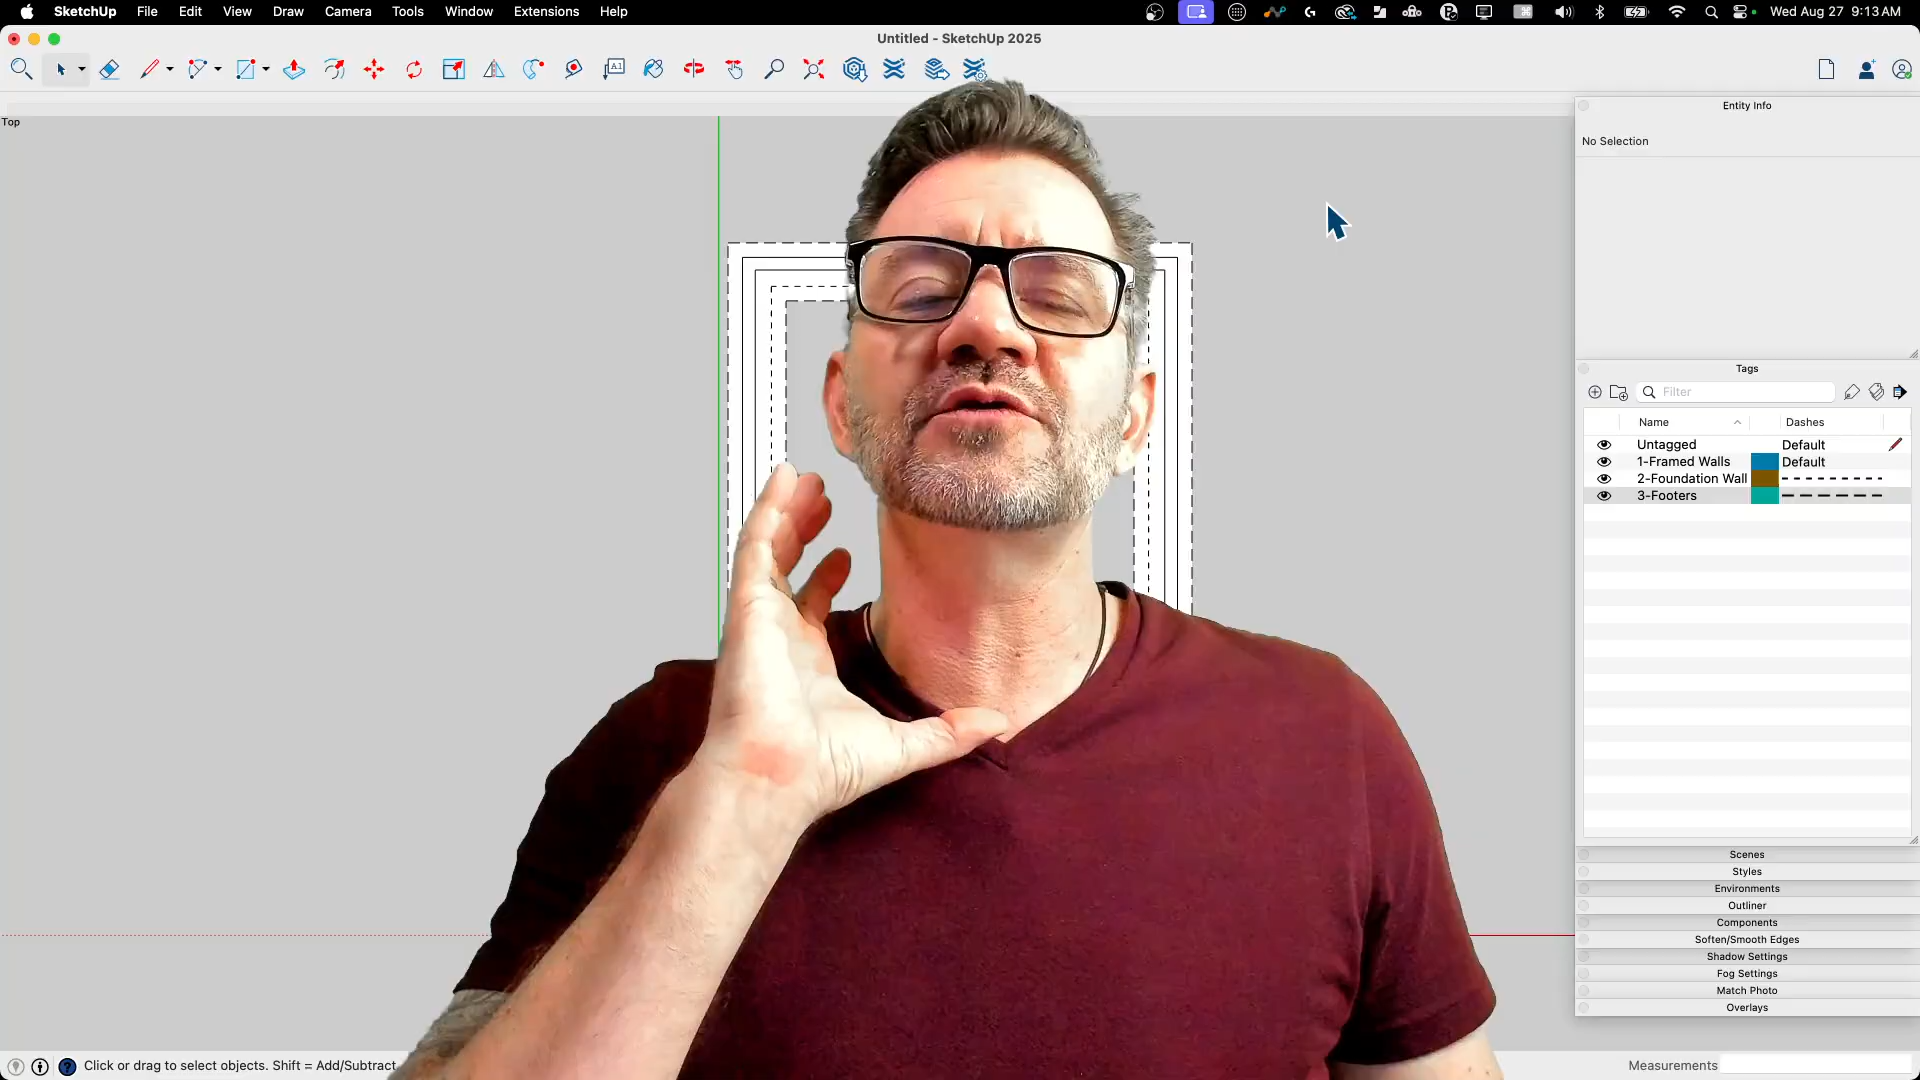 SketchUp File Edit View Draw Camera Tools Window Extensions Help Wed Aug 27 9:13 AM
Untitled - SketchUp 2025
A1
Top
Entity Info
No Selection
Tags
Filter
Name Dashes
Untagged Default
1-Framed Walls Default
2-Foundation Wall
3-Footers
Scenes
Styles
Environments
Outliner
Components
Soften/Smooth Edges
Shadow Settings
Fog Settings
Match Photo
Overlays
Click or drag to select objects. Shift = Add/Subtract. Measurements